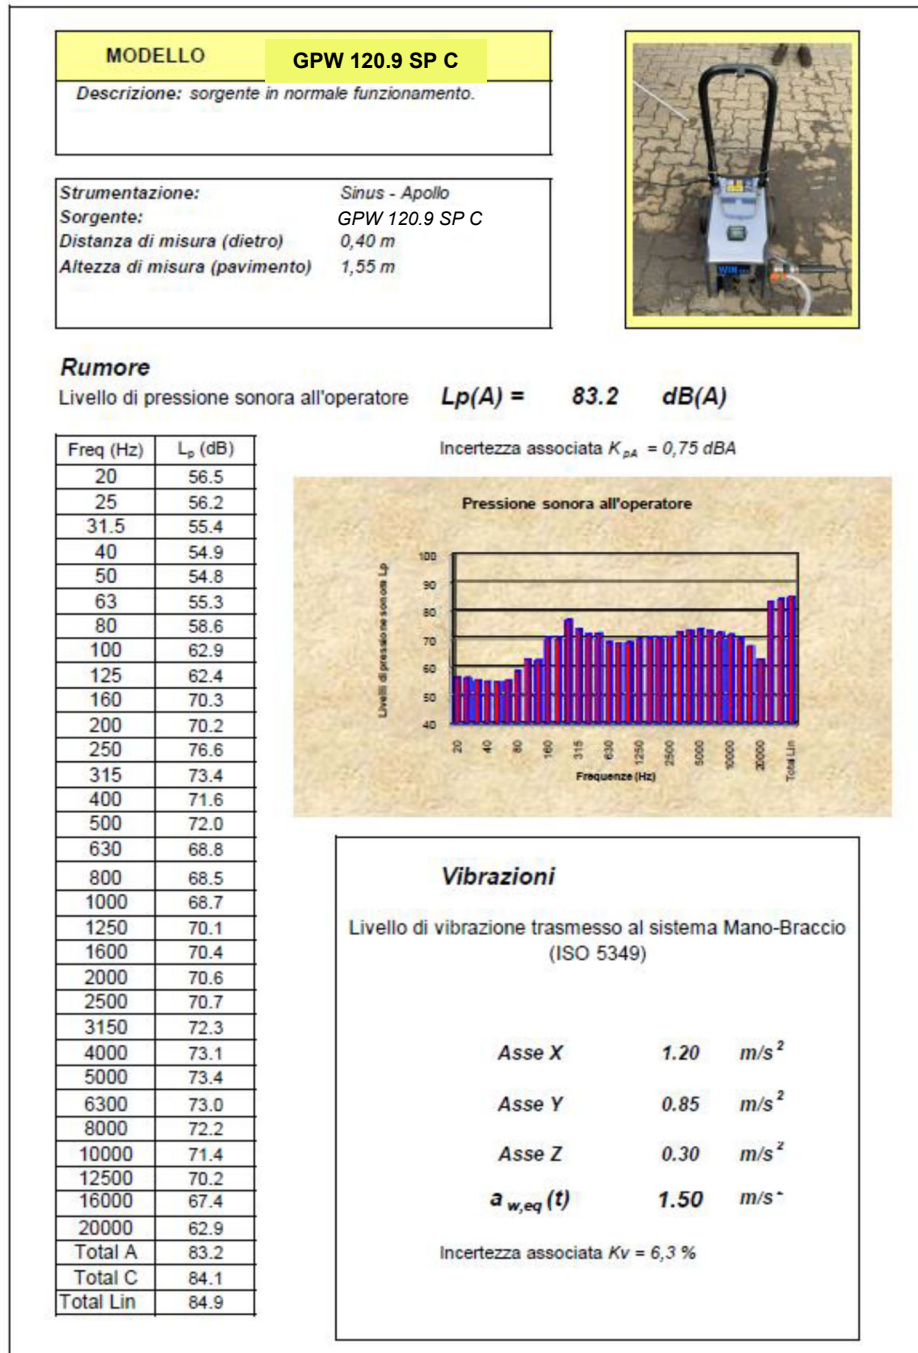 MODELLO GPW 120.9 SP C
Descrizione: sorgente in normale funzionamento.
Strumentazione: Sinus - Apollo
Sorgente: GPW 120.9 SP C
Distanza di misura (dietro) 0,40 m
Altezza di misura (pavimento) 1,55 m
WIN
Rumore
Livello di pressione sonora all'operatore Lp(A) = 83.2 dB(A)
Incertezza associata K pA = 0,75 dBA
Freq (Hz) Lp (dB)
20 56.5
25 56.2
31.5 55.4
40 54.9
50 54.8
63 55.3
80 58.6
100 62.9
125 62.4
160 70.3
200 70.2
250 76.6
315 73.4
400 71.6
500 72.0
630 68.8
800 68.5
1000 68.7
1250 70.1
1600 70.4
2000 70.6
2500 70.7
3150 72.3
4000 73.1
5000 73.4
6300 73.0
8000 72.2
10000 71.4
12500 70.2
16000 67.4
20000 62.9
Total A 83.2
Total C 84.1
Total Lin 84.9
Pressione sonora all'operatore
Livelli di pressione sonora Lp
100
90
80
70
60
50
40
20 40 80 160 315 630 1250 2500 5000 10000 20000 Total Lin
Frequenze (Hz)
Vibrazioni
Livello di vibrazione trasmesso al sistema Mano-Braccio
(ISO 5349)
Asse X 1.20 m/s²
Asse Y 0.85 m/s²
Asse Z 0.30 m/s²
a w,eq (t) 1.50 m/s
Incertezza associata Kv = 6,3 %